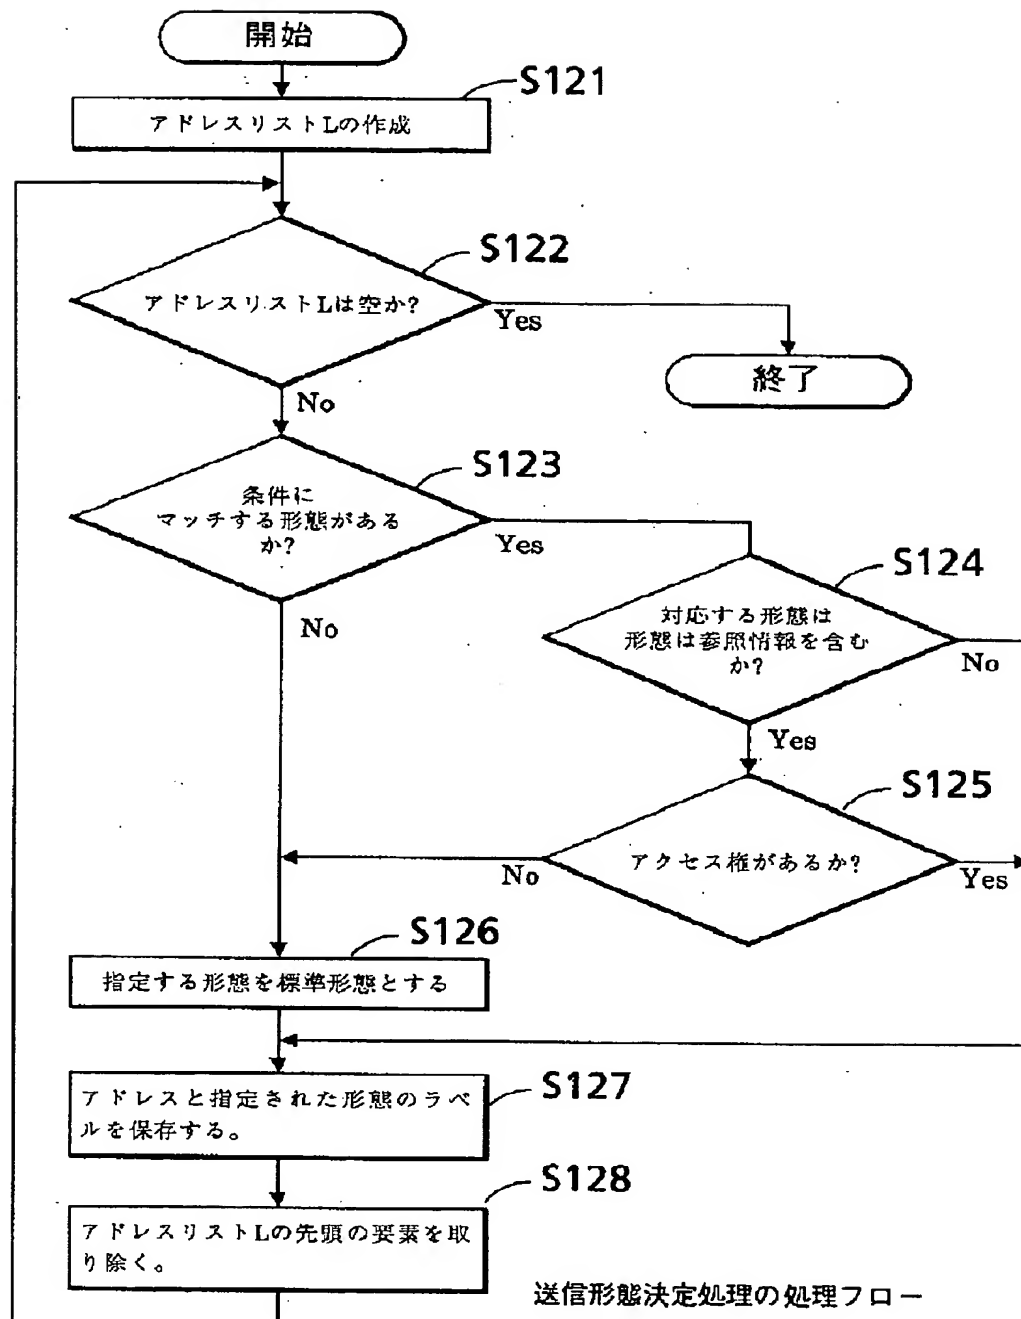 開始
S121
アドレスリストLの作成
S122
アドレスリストLは空か?
Yes
終了
No
S123
条件に
マッチする形態がある
か?
Yes
No
S124
対応する形態は
形態は参照情報を含む
か?
No
Yes
S125
アクセス権があるか?
No
Yes
S126
指定する形態を標準形態とする
S127
アドレスと指定された形態のラベ
ルを保存する。
S128
アドレスリストLの先頭の要素を取
り除く。
送信形態決定処理の処理フロー